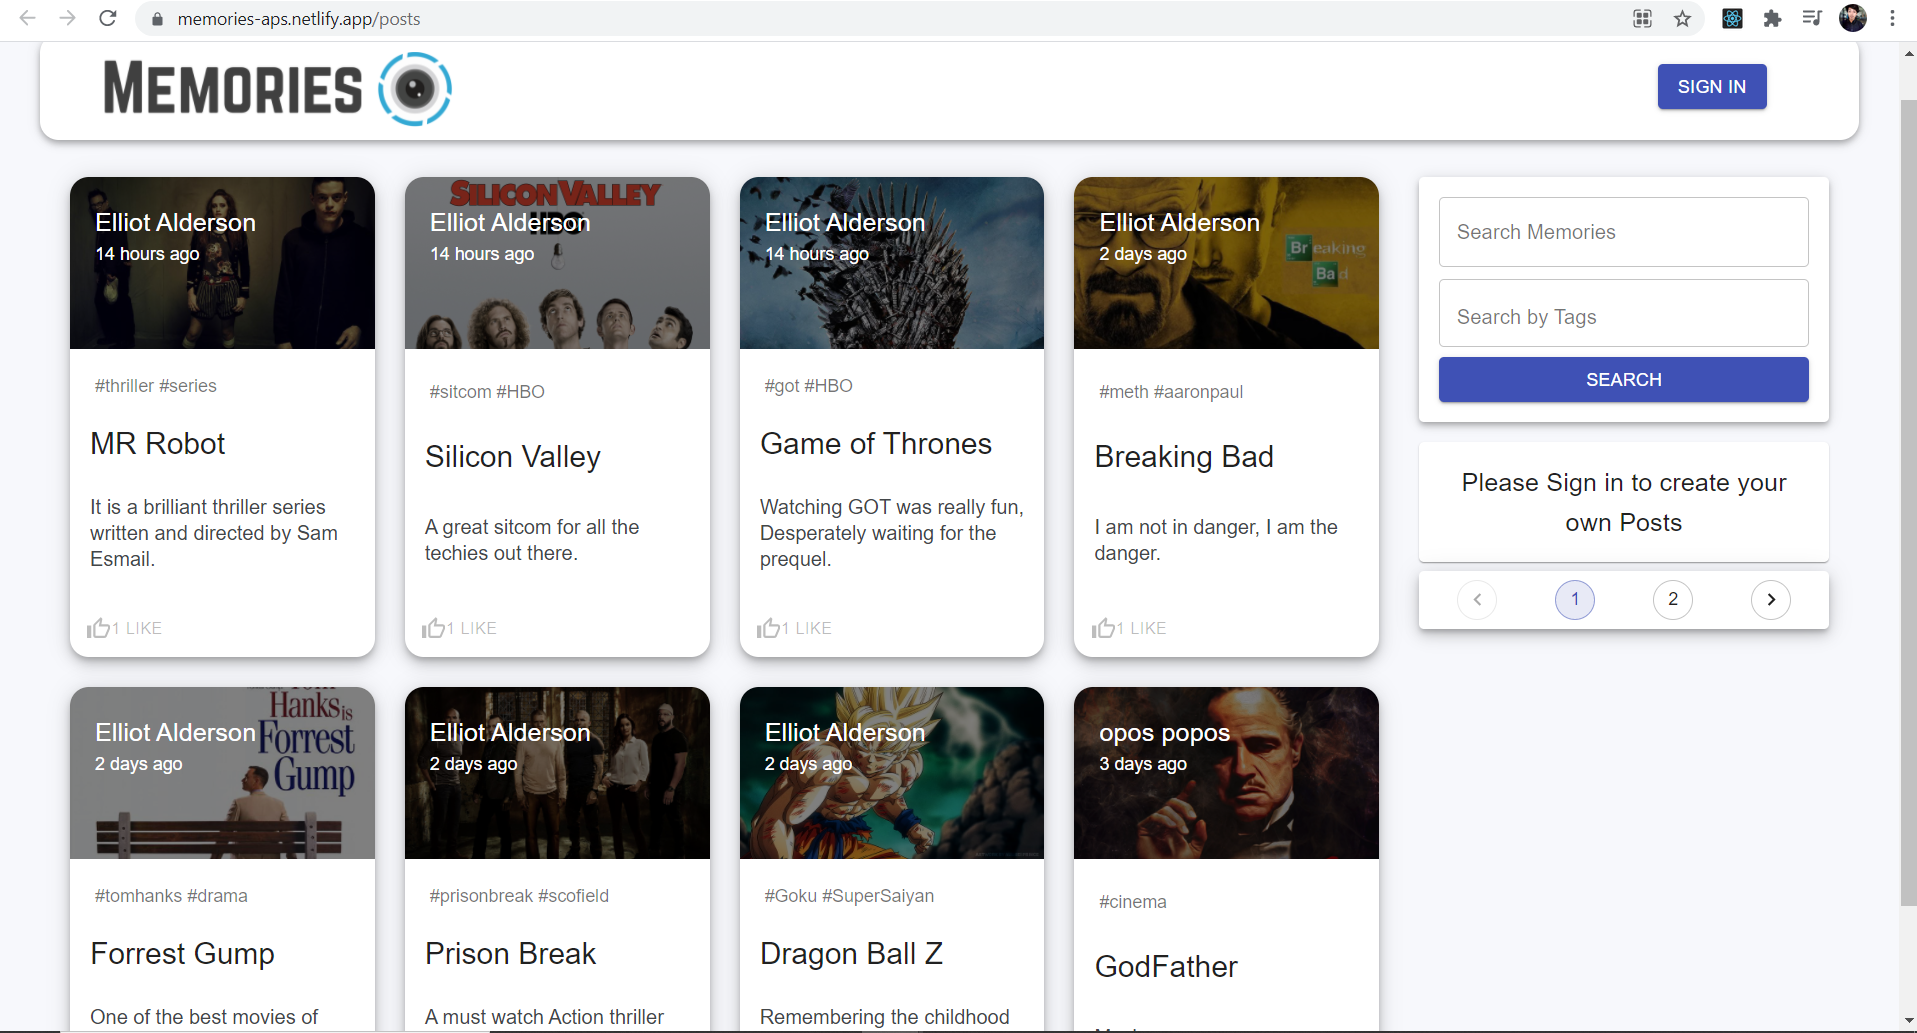 memories-aps.netlify.app/posts
MEMORIES
SIGN IN
Elliot Alderson
14 hours ago
#thriller #series
MR Robot
It is a brilliant thriller series
written and directed by Sam
Esmail.
1 LIKE
SILICON VALLEY
HBO
Elliot Alderson
14 hours ago
#sitcom #HBO
Silicon Valley
A great sitcom for all the
techies out there.
1 LIKE
Elliot Alderson
14 hours ago
#got #HBO
Game of Thrones
Watching GOT was really fun,
Desperately waiting for the
prequel.
1 LIKE
Elliot Alderson
2 days ago
Breaking
Bad
#meth #aaronpaul
Breaking Bad
I am not in danger, I am the
danger.
1 LIKE
Search Memories
Search by Tags
SEARCH
Please Sign in to create your
own Posts
1
2
Elliot Alderson
2 days ago
Hanks is
Forrest
Gump
#tomhanks #drama
Forrest Gump
One of the best movies of
Elliot Alderson
2 days ago
#prisonbreak #scofield
Prison Break
A must watch Action thriller
Elliot Alderson
2 days ago
#Goku #SuperSaiyan
Dragon Ball Z
Remembering the childhood
opos popos
3 days ago
#cinema
GodFather